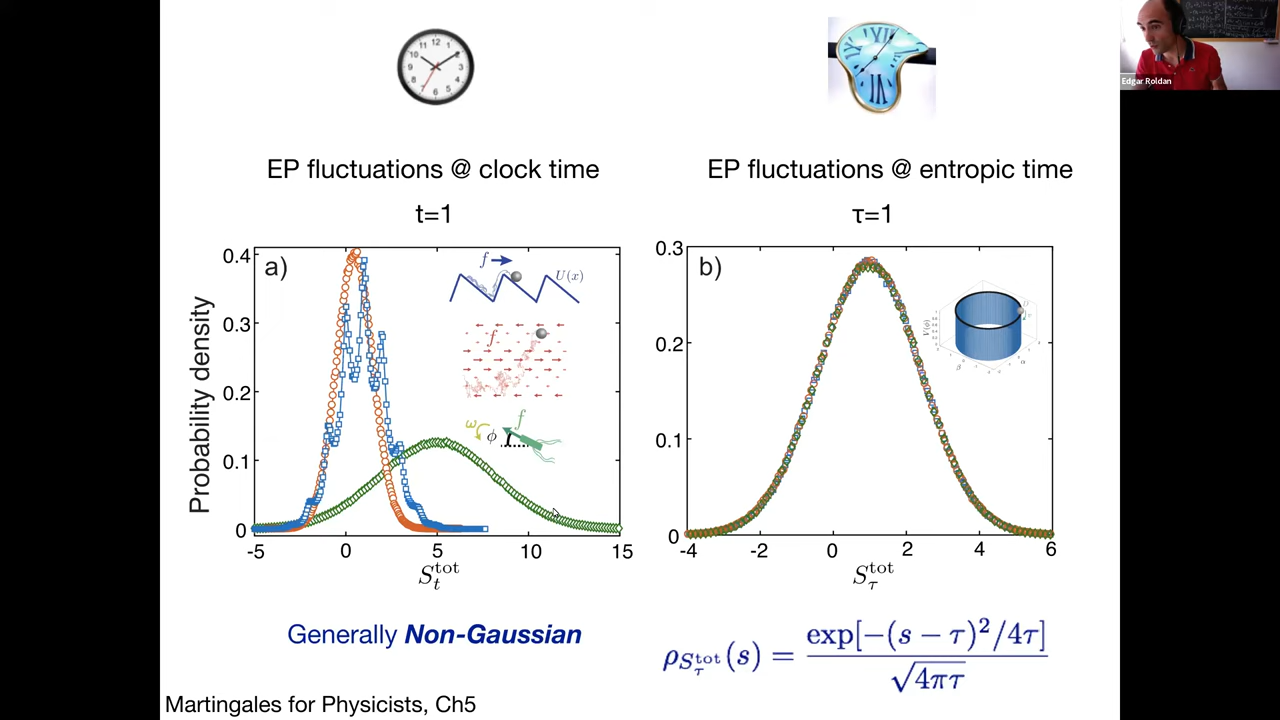 Edgar Roldan
EP fluctuations @ clock time
t=1
EP fluctuations @ entropic time
τ=1
a)
f
U(x)
f
ω
φ
f
Probability density
0.4
0.3
0.2
0.1
0
-5
0
5
10
15
S_t^tot
b)
0.3
0.2
0.1
0
-4
-2
0
2
4
6
S_τ^tot
Generally Non-Gaussian
ρ_{S_τ^tot}(s) = exp[−(s − τ)²/4τ] / √4πτ
Martingales for Physicists, Ch5